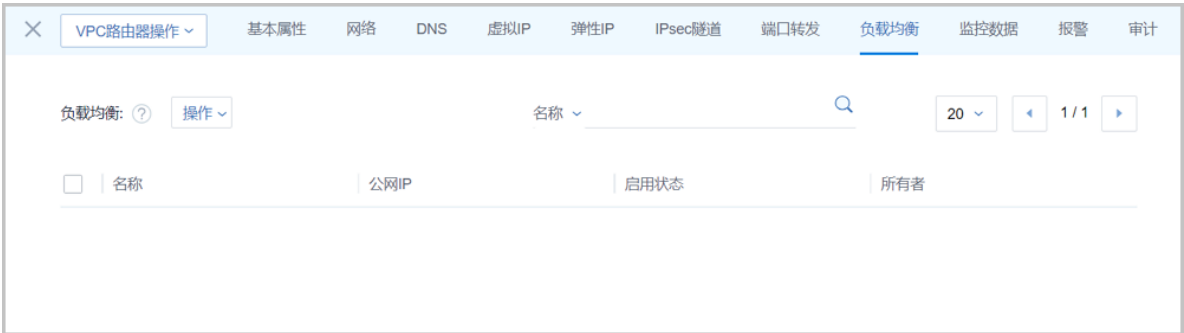 VPC路由器操作 基本属性 网络 DNS 虚拟IP 弹性IP IPsec隧道 端口转发 负载均衡 监控数据 报警 审计
负载均衡: ? 操作 名称 20 1 / 1
名称 公网IP 启用状态 所有者